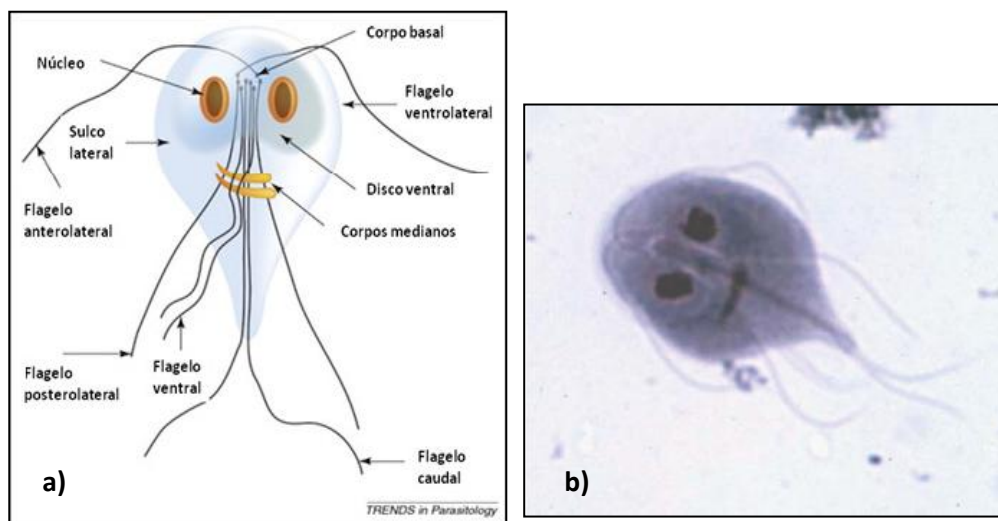 Corpo basal
Núcleo
Flagelo
ventrolateral
Sulco
lateral
Disco ventral
Flagelo
anterolateral
Corpos medianos
Flagelo
posterolateral
Flagelo
ventral
Flagelo
caudal
a)
TRENDS in Parasitology
b)